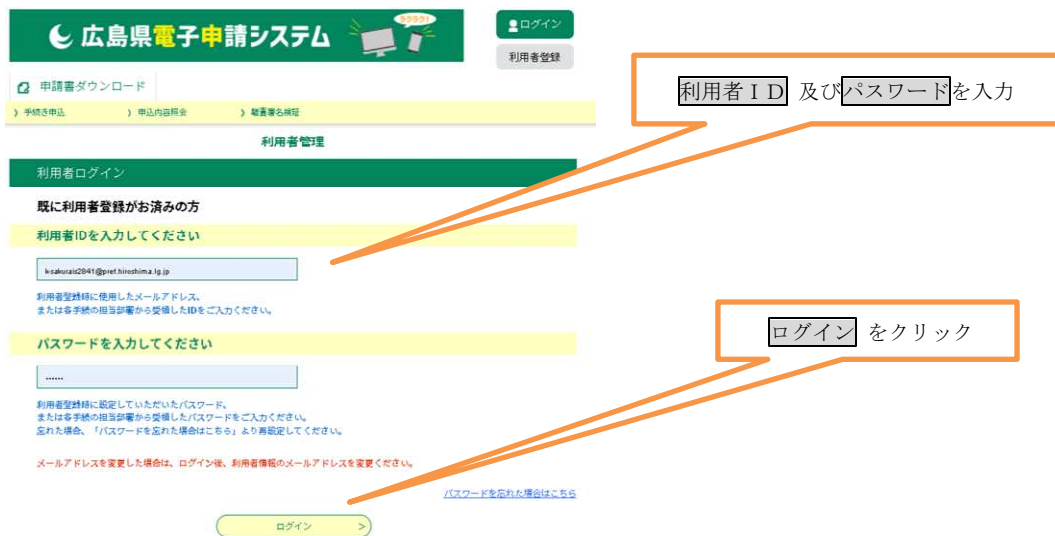 広島県電子申請システム
ラクラク!
ログイン
利用者登録
申請書ダウンロード
手続き申込
申込内容照会
職責署名検証
利用者管理
利用者ログイン
既に利用者登録がお済みの方
利用者IDを入力してください
k-sakurais2841@pref.hiroshima.lg.jp
利用者登録時に使用したメールアドレス、
または各手続の担当部署から受領したIDをご入力ください。
パスワードを入力してください
......
利用者登録時に設定していただいたパスワード、
または各手続の担当部署から受領したパスワードをご入力ください。
忘れた場合、「パスワードを忘れた場合はこちら」より再設定してください。
メールアドレスを変更した場合は、ログイン後、利用者情報のメールアドレスを変更ください。
パスワードを忘れた場合はこちら
ログイン >
利用者ID 及びパスワードを入力
ログイン をクリック